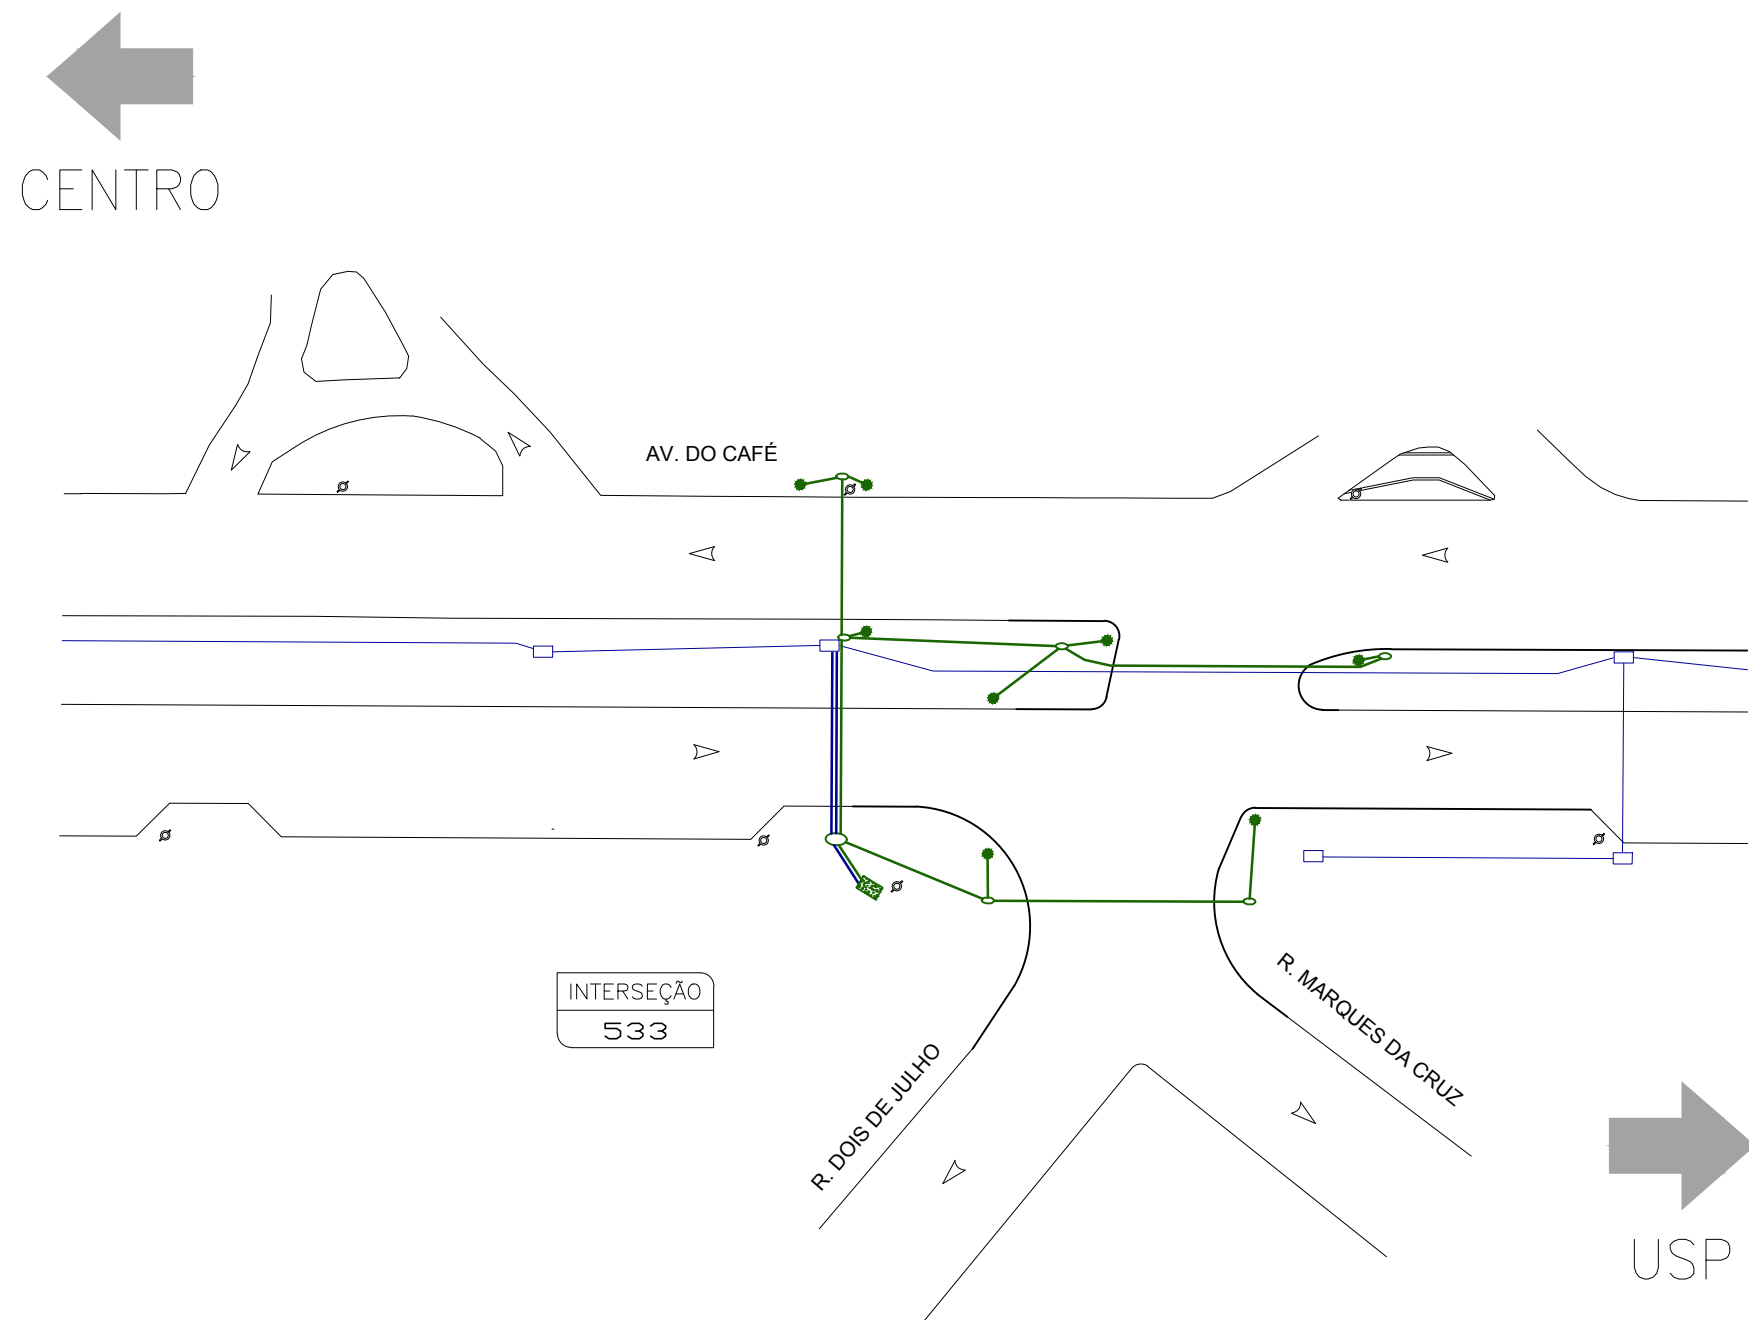 CENTRO
AV. DO CAFÉ
INTERSEÇÃO
533
R. DOIS DE JULHO
R. MARQUES DA CRUZ
USP